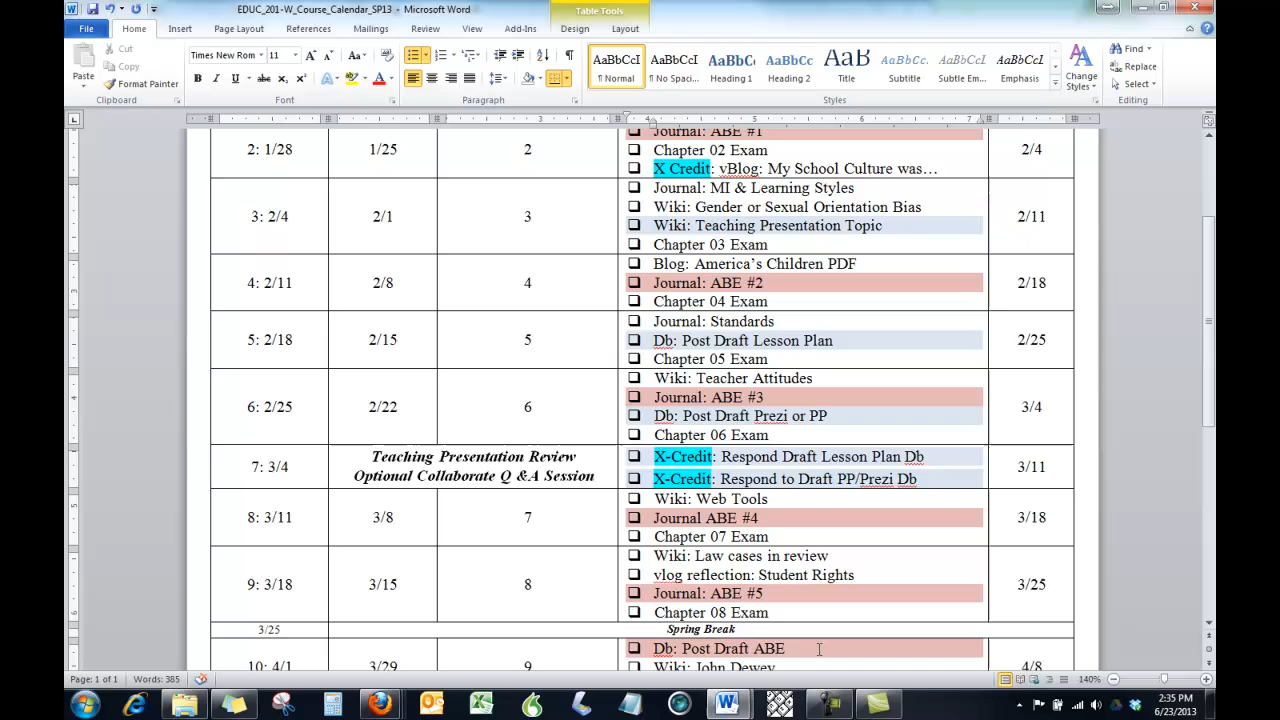 EDUC_201-W_Course_Calendar_SP13 - Microsoft Word
Table Tools
File Home Insert Page Layout References Mailings Review View Add-Ins Design Layout
Paste
Cut
Copy
Format Painter
Clipboard
Times New Rom 11
B I U abc X₂ X²
Font
Paragraph
AaBbCcI AaBbCcI AaBbC AaBbCc AaB AaBbCc. AaBbCcI AaBbCcI
¶ Normal ¶ No Spaci... Heading 1 Heading 2 Title Subtitle Subtle Em... Emphasis
Styles
Change Styles
Find
Replace
Select
Editing
3 4 5 6 7
Journal: ABE #1
2: 1/28 1/25 2 Chapter 02 Exam 2/4
X Credit: vBlog: My School Culture was…
Journal: MI & Learning Styles
Wiki: Gender or Sexual Orientation Bias
3: 2/4 2/1 3 Wiki: Teaching Presentation Topic 2/11
Chapter 03 Exam
Blog: America's Children PDF
4: 2/11 2/8 4 Journal: ABE #2 2/18
Chapter 04 Exam
Journal: Standards
5: 2/18 2/15 5 Db: Post Draft Lesson Plan 2/25
Chapter 05 Exam
Wiki: Teacher Attitudes
Journal: ABE #3
6: 2/25 2/22 6 Db: Post Draft Prezi or PP 3/4
Chapter 06 Exam
7: 3/4 Teaching Presentation Review X-Credit: Respond Draft Lesson Plan Db 3/11
Optional Collaborate Q &A Session X-Credit: Respond to Draft PP/Prezi Db
Wiki: Web Tools
8: 3/11 3/8 7 Journal ABE #4 3/18
Chapter 07 Exam
Wiki: Law cases in review
9: 3/18 3/15 8 vlog reflection: Student Rights 3/25
Journal: ABE #5
Chapter 08 Exam
3/25 Spring Break
Db: Post Draft ABE
10: 4/1 3/29 9 Wiki: John Dewey 4/8
Page: 1 of 1 Words: 385 140%
2:35 PM
6/23/2013